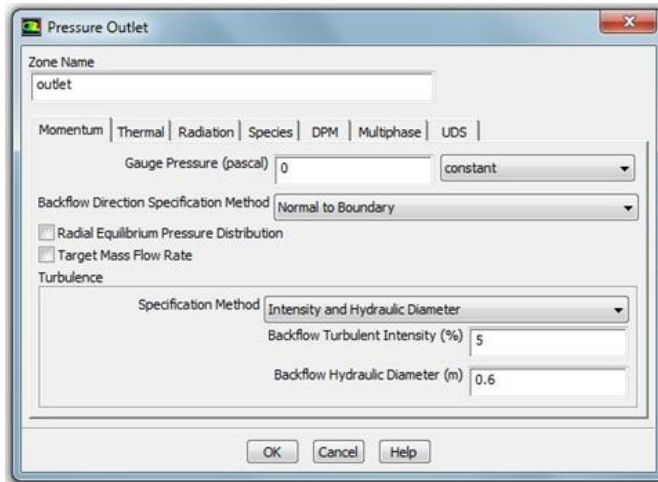 Pressure Outlet
Zone Name
outlet
Momentum Thermal Radiation Species DPM Multiphase UDS
Gauge Pressure (pascal) 0 constant
Backflow Direction Specification Method Normal to Boundary
Radial Equilibrium Pressure Distribution
Target Mass Flow Rate
Turbulence
Specification Method Intensity and Hydraulic Diameter
Backflow Turbulent Intensity (%) 5
Backflow Hydraulic Diameter (m) 0.6
OK Cancel Help